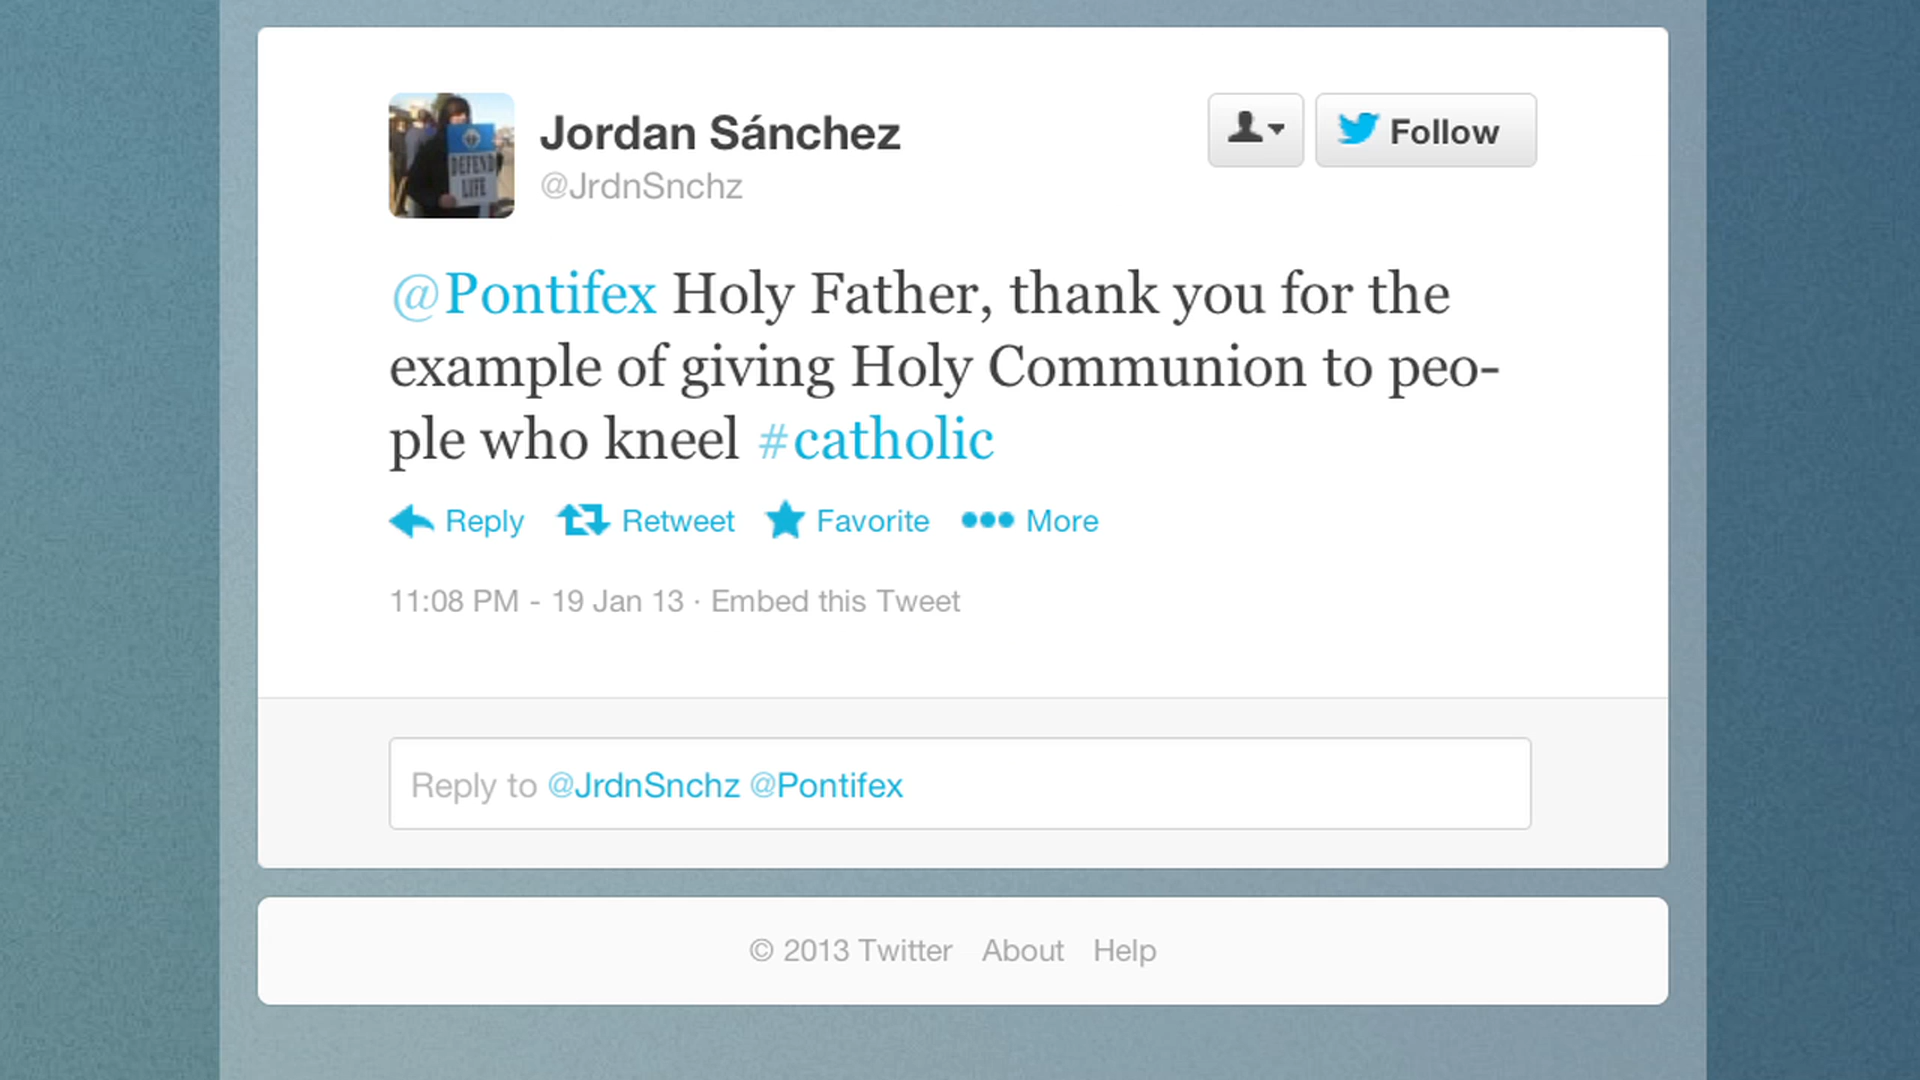 DEFEND
LIFE
Jordan Sánchez
@JrdnSnchz
Follow
@Pontifex Holy Father, thank you for the
example of giving Holy Communion to peo-
ple who kneel #catholic
Reply Retweet Favorite More
11:08 PM - 19 Jan 13 · Embed this Tweet
Reply to @JrdnSnchz @Pontifex
© 2013 Twitter About Help